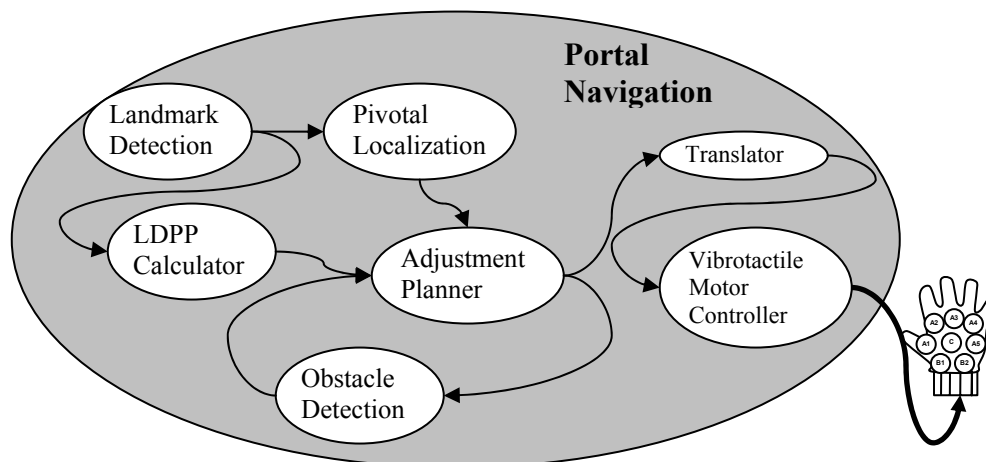 Portal
Navigation
Landmark
Detection
Pivotal
Localization
Translator
LDPP
Calculator
Adjustment
Planner
Vibrotactile
Motor
Controller
Obstacle
Detection
A3
A2
A4
A1
C
A5
B1
B2